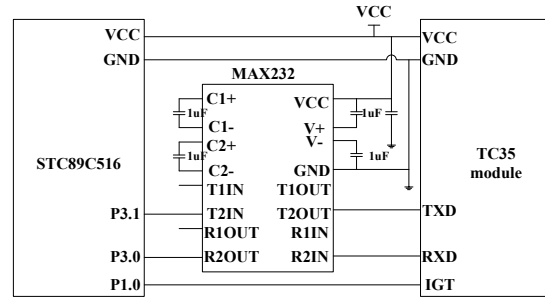 VCC
VCC VCC
GND MAX232 GND
C1+ VCC
1uF 1uF
C1- V+
C2+ V-
1uF 1uF
C2- GND
STC89C516 TC35
module
T1IN T1OUT
P3.1 T2IN T2OUT TXD
R1OUT R1IN
P3.0 R2OUT R2IN RXD
P1.0 IGT